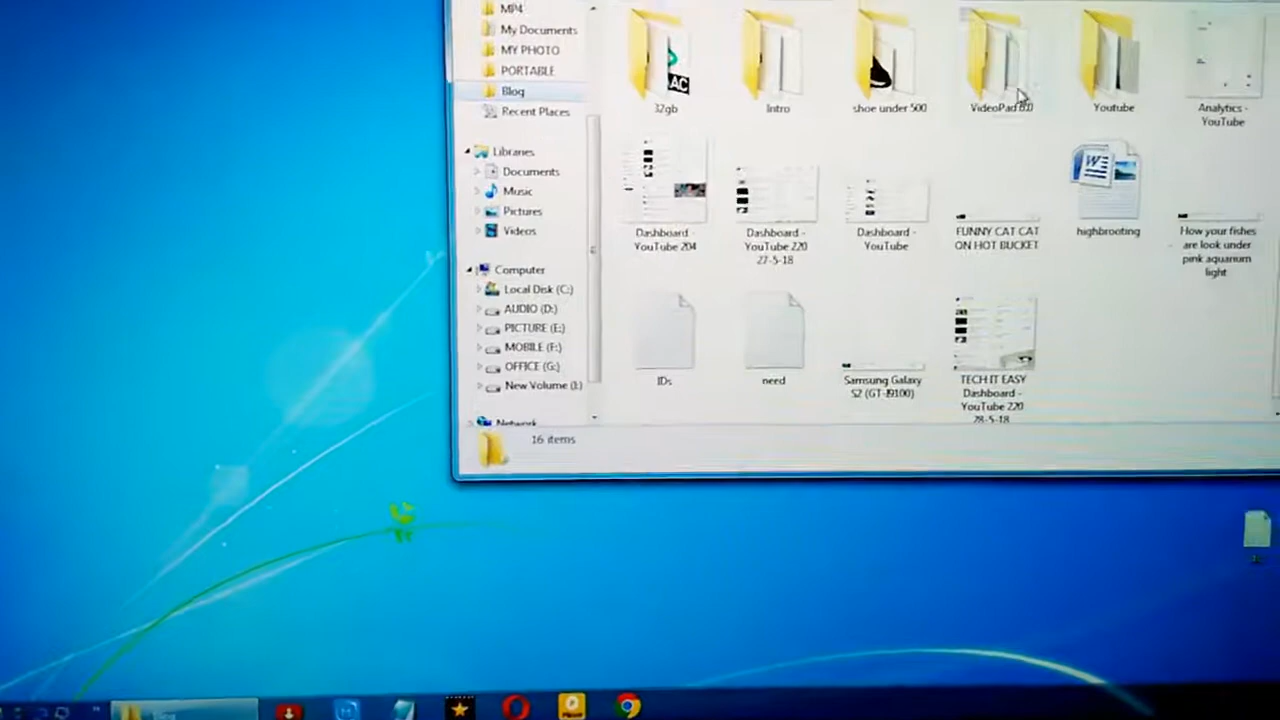 MP4
My Documents
MY PHOTO
PORTABLE
Blog
Recent Places
Libraries
Documents
Music
Pictures
Videos
Computer
Local Disk (C:)
AUDIO (D:)
PICTURE (E:)
MOBILE (F:)
OFFICE (G:)
New Volume (I:)
Network
32gb
Intro
shoe under 500
VideoPad 6.0
Youtube
Analytics -
YouTube
Dashboard -
YouTube 204
Dashboard -
YouTube 220
27-5-18
Dashboard -
YouTube
FUNNY CAT CAT
ON HOT BUCKET
highbrooting
How your fishes
are look under
pink aquarium
light
IDs
need
Samsung Galaxy
S2 (GT-I9100)
TECH IT EASY
Dashboard -
YouTube 220
28-5-18
16 items
Blog